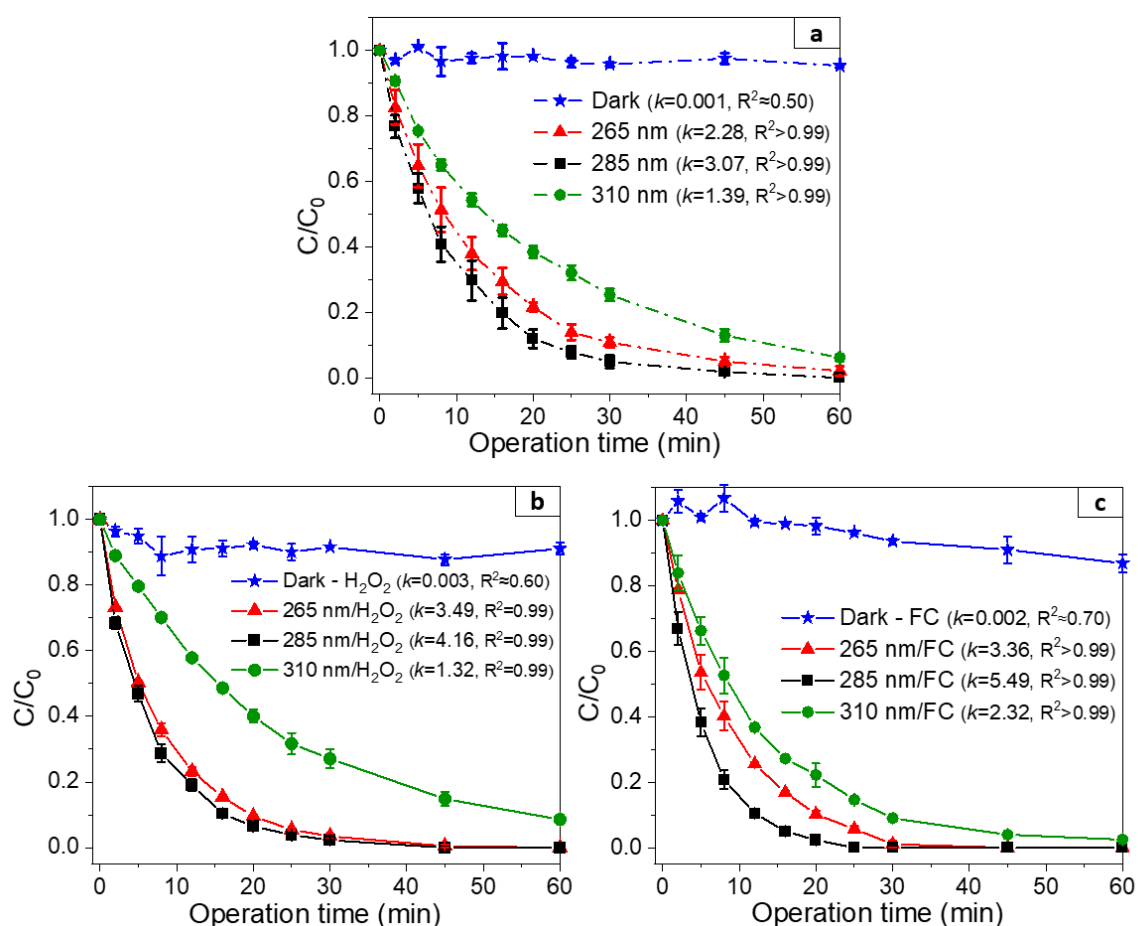 a
C/C₀
1.0
0.8
0.6
0.4
0.2
0.0
Dark (k=0.001, R²≈0.50)
265 nm (k=2.28, R²>0.99)
285 nm (k=3.07, R²>0.99)
310 nm (k=1.39, R²>0.99)
0 10 20 30 40 50 60
Operation time (min)
b
C/C₀
1.0
0.8
0.6
0.4
0.2
0.0
Dark - H₂O₂ (k=0.003, R²≈0.60)
265 nm/H₂O₂ (k=3.49, R²=0.99)
285 nm/H₂O₂ (k=4.16, R²=0.99)
310 nm/H₂O₂ (k=1.32, R²=0.99)
0 10 20 30 40 50 60
Operation time (min)
c
C/C₀
1.0
0.8
0.6
0.4
0.2
0.0
Dark - FC (k=0.002, R²≈0.70)
265 nm/FC (k=3.36, R²>0.99)
285 nm/FC (k=5.49, R²>0.99)
310 nm/FC (k=2.32, R²>0.99)
0 10 20 30 40 50 60
Operation time (min)